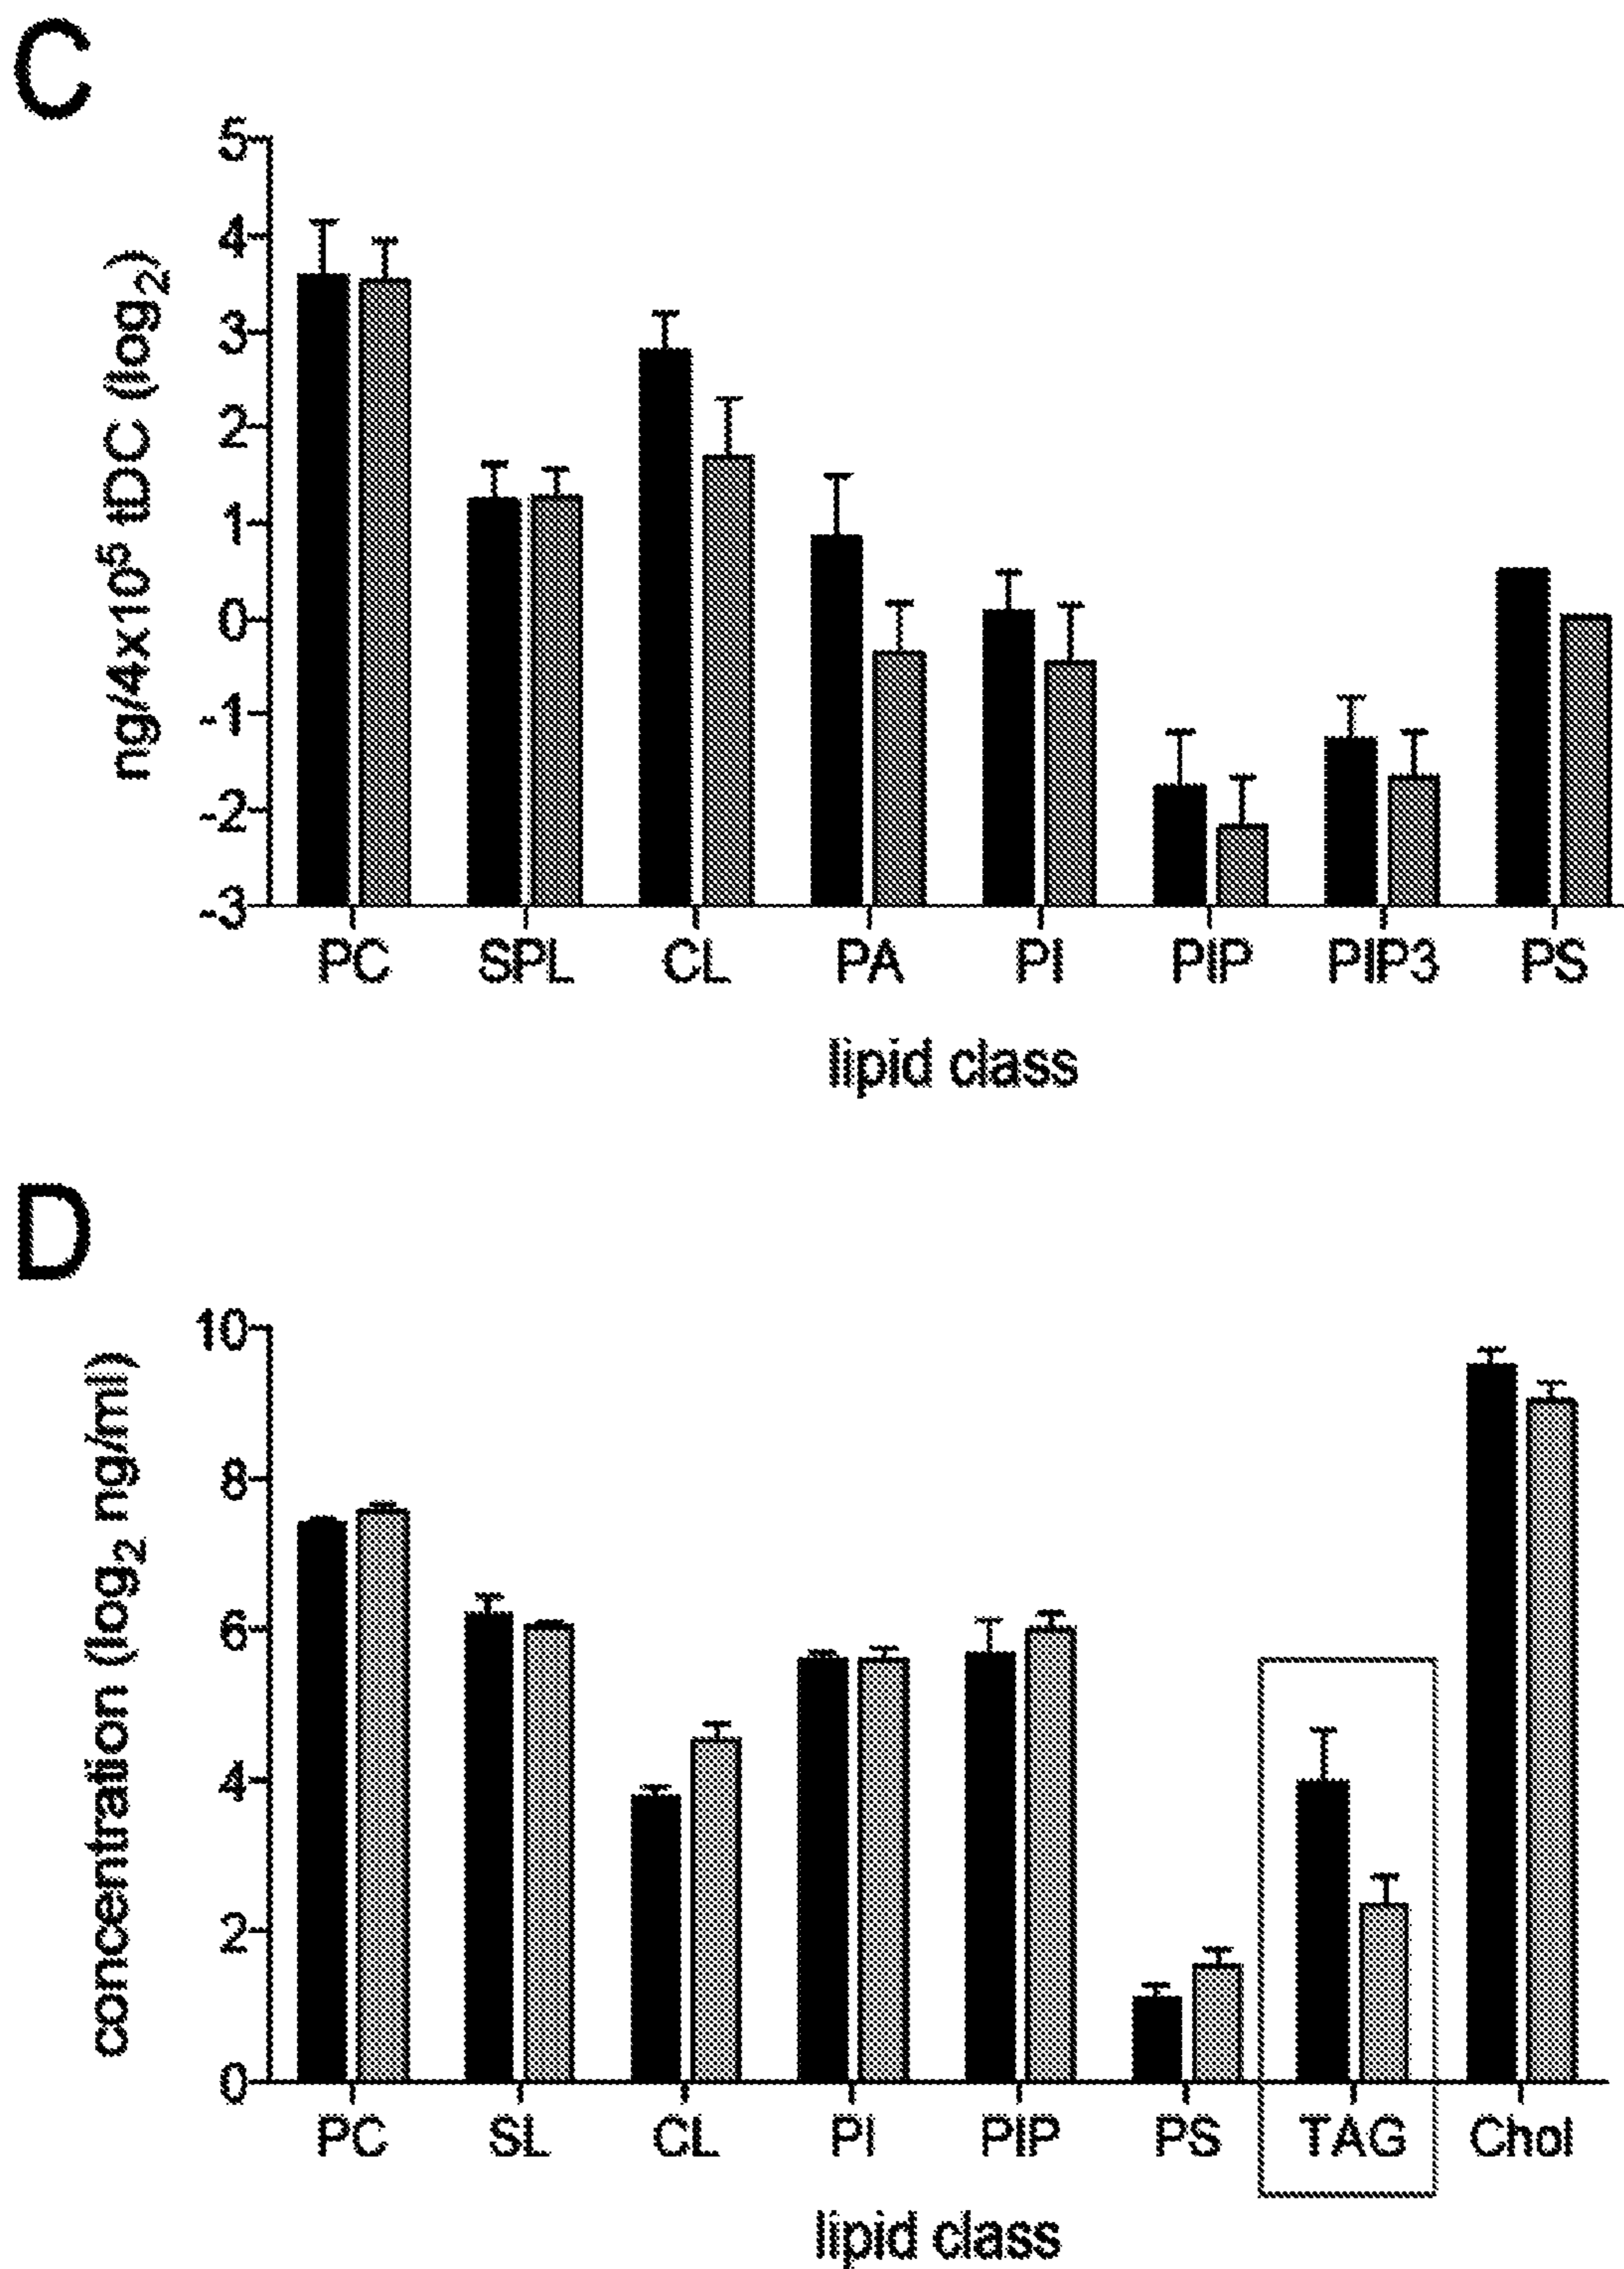 C
5
4
3
2
1
0
-1
-2
-3
ng/4x10⁵ tDC (log₂)
PC SPL CL PA PI PIP PIP3 PS
lipid class
D
10
8
6
4
2
0
concentration (log₂ ng/ml)
PC SL CL PI PIP PS TAG Chol
lipid class